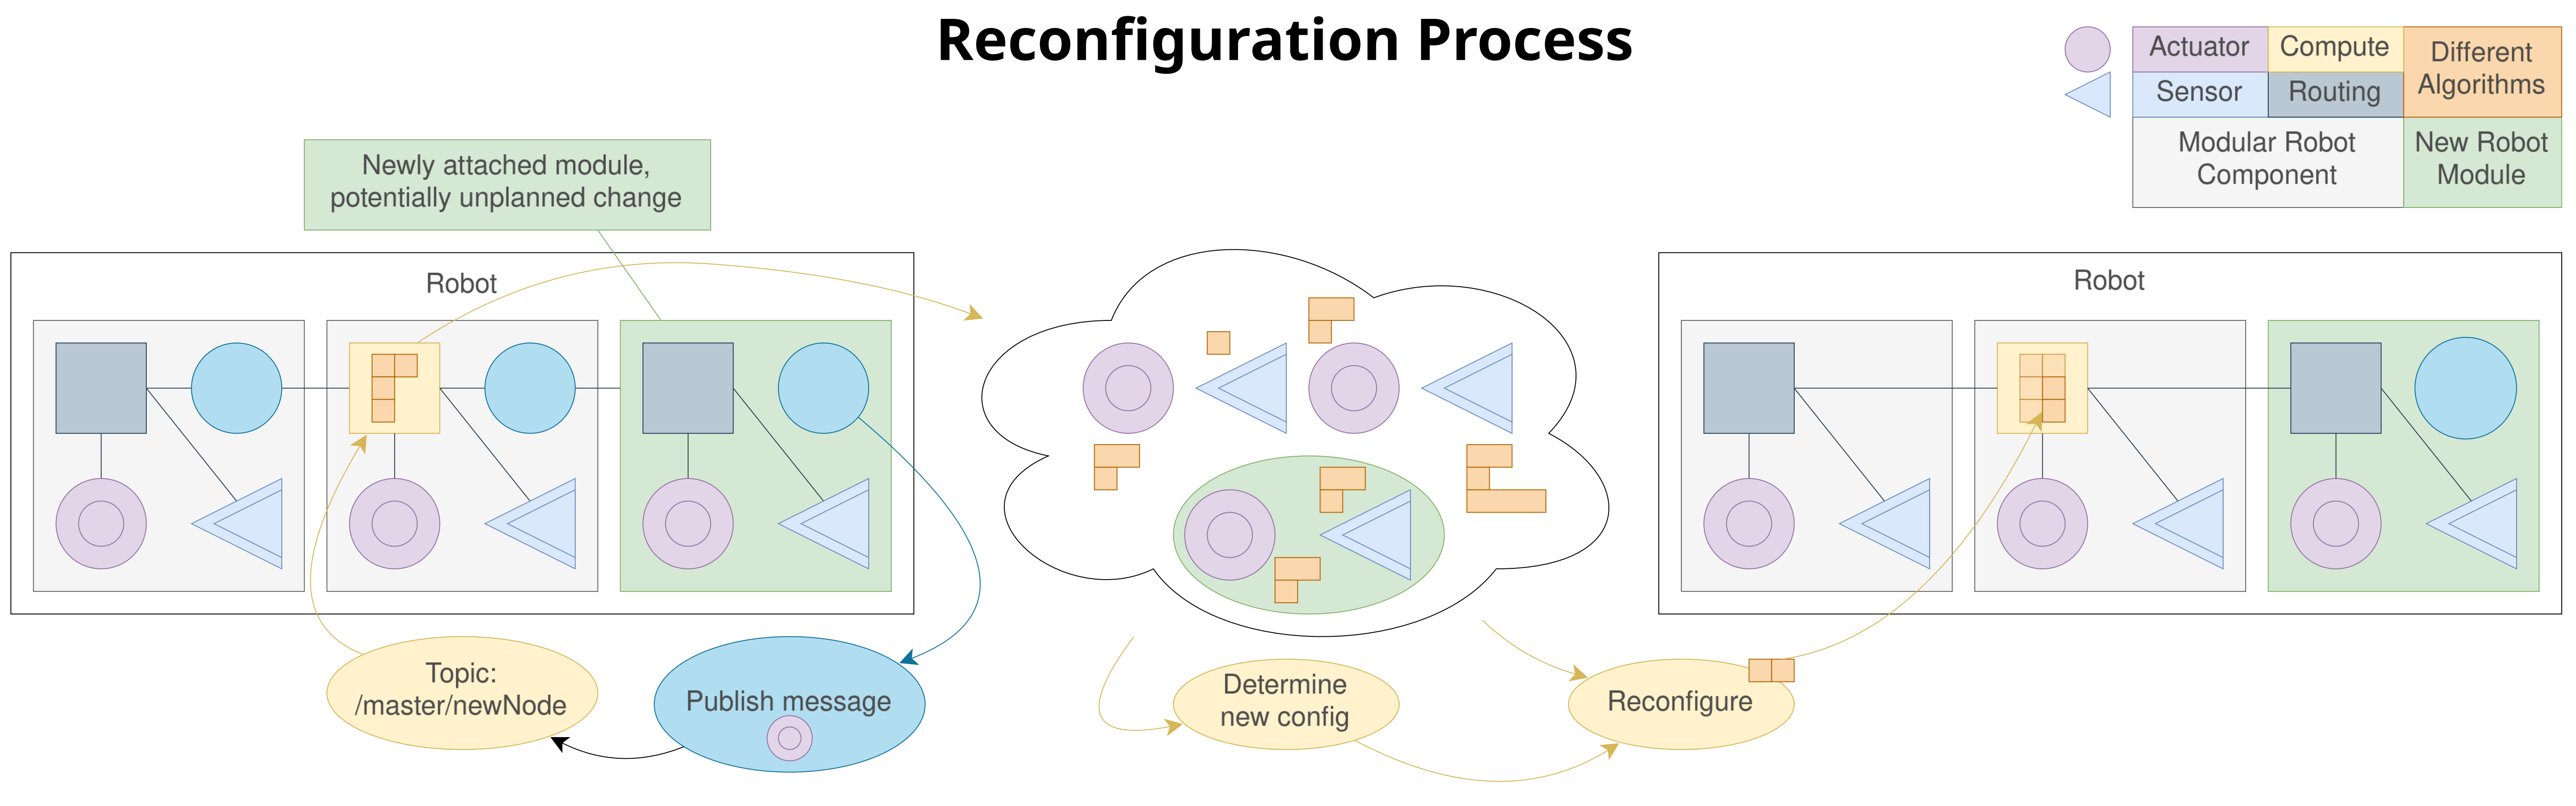 Reconfiguration Process
Actuator
Compute
Different
Algorithms
Sensor
Routing
Modular Robot
Component
New Robot
Module
Newly attached module,
potentially unplanned change
Robot
Robot
Topic:
/master/newNode
Publish message
Determine
new config
Reconfigure